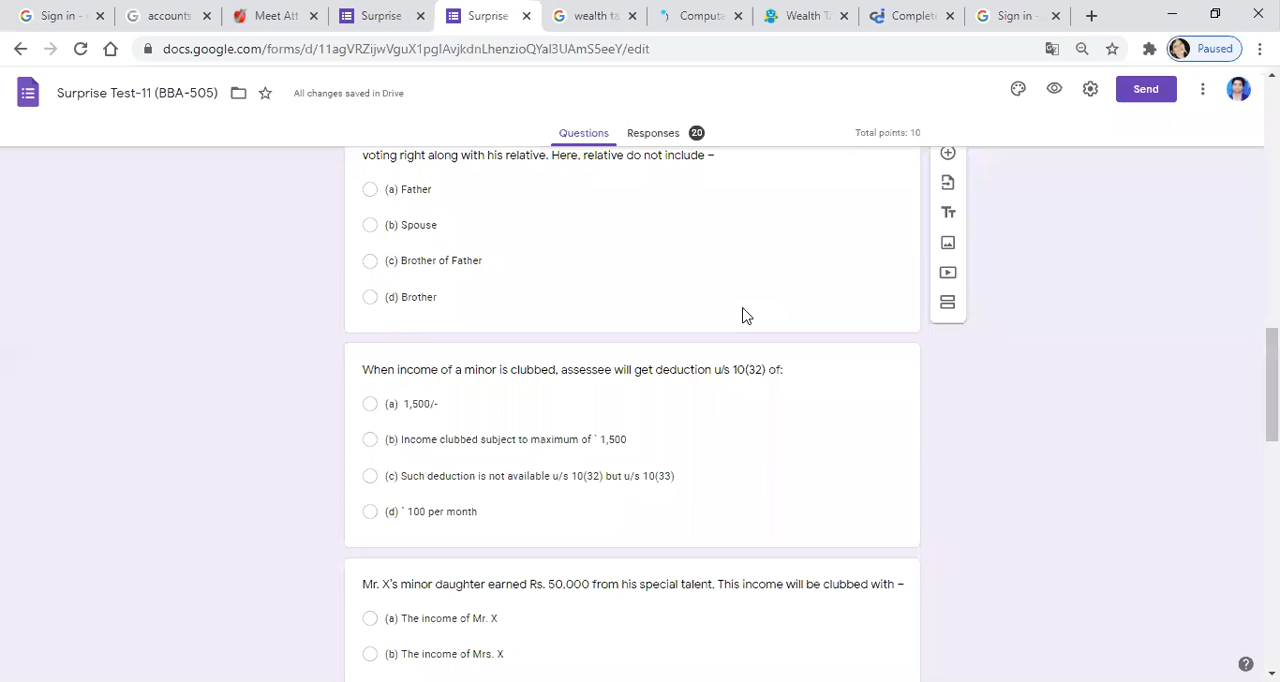 Sign in -
accounts
Meet Att
Surprise
Surprise
wealth ta
Computa
Wealth Ta
Complete
Sign in -
docs.google.com/forms/d/11agVRZijwVguX1pgIAvjkdnLhenzioQYal3UAmS5eeY/edit
Paused
Surprise Test-11 (BBA-505)
All changes saved in Drive
Send
Questions
Responses 20
Total points: 10
voting right along with his relative. Here, relative do not include –
(a) Father
(b) Spouse
(c) Brother of Father
(d) Brother
When income of a minor is clubbed, assessee will get deduction u/s 10(32) of:
(a) 1,500/-
(b) Income clubbed subject to maximum of ` 1,500
(c) Such deduction is not available u/s 10(32) but u/s 10(33)
(d) ` 100 per month
Mr. X's minor daughter earned Rs. 50,000 from his special talent. This income will be clubbed with –
(a) The income of Mr. X
(b) The income of Mrs. X